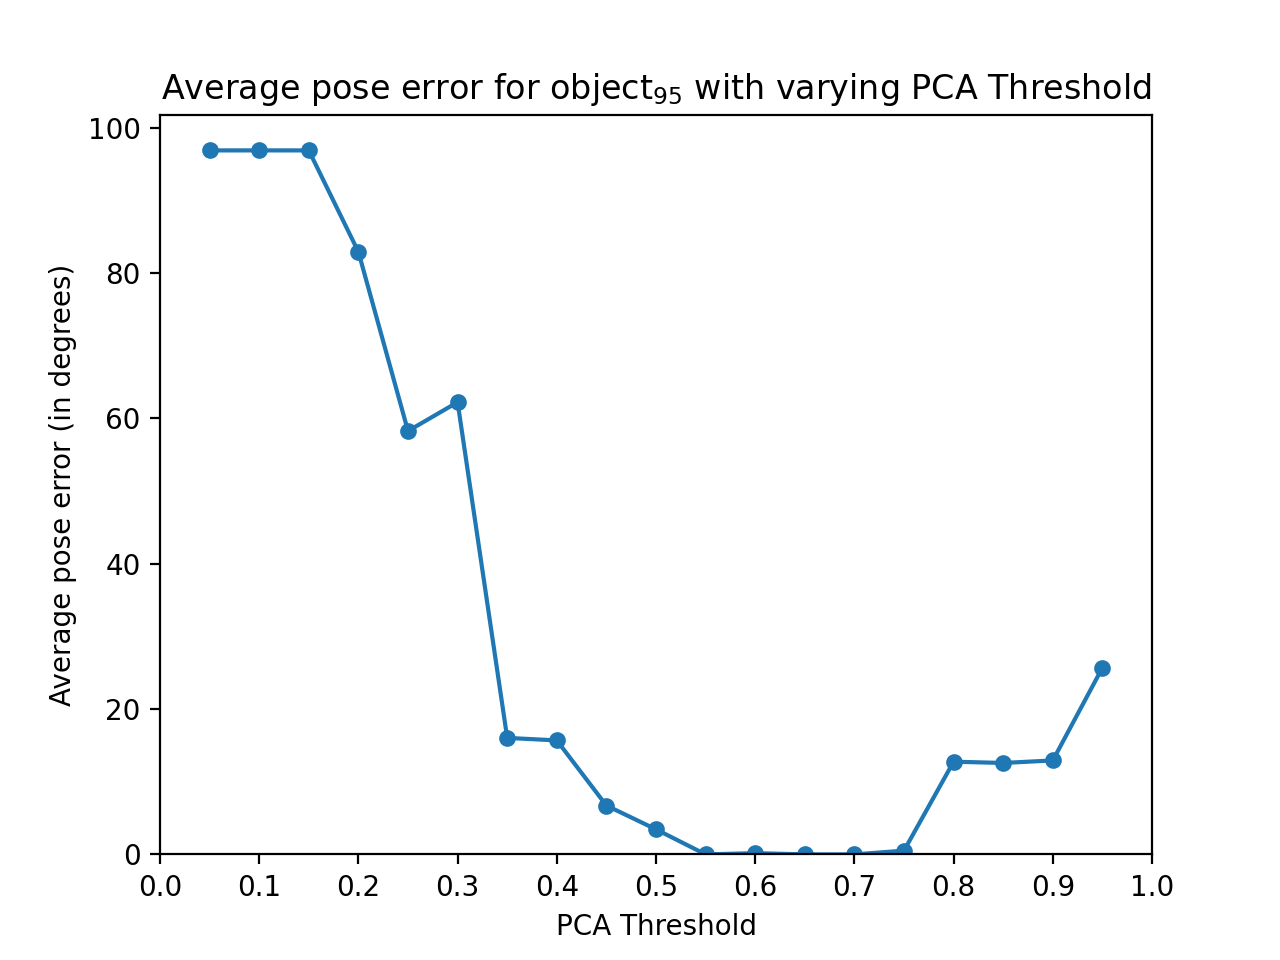 Average pose error for object₉₅ with varying PCA Threshold
Average pose error (in degrees)
100
80
60
40
20
0
0.0 0.1 0.2 0.3 0.4 0.5 0.6 0.7 0.8 0.9 1.0
PCA Threshold